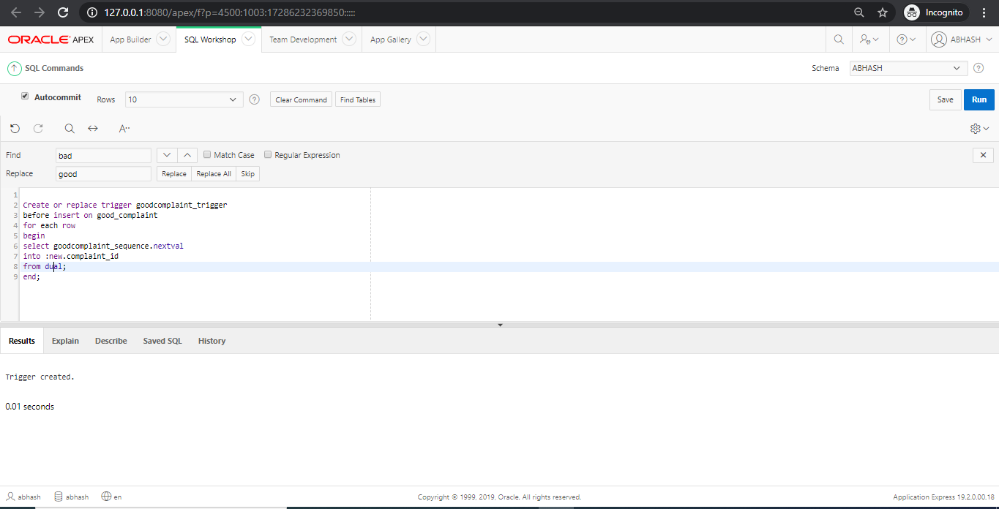 127.0.0.1:8080/apex/f?p=4500:1003:17286232369850:::::
Incognito
ORACLE APEX
App Builder
SQL Workshop
Team Development
App Gallery
ABHASH
SQL Commands
Schema
ABHASH
Autocommit
Rows
10
Clear Command
Find Tables
Save
Run
A
Find
bad
Match Case
Regular Expression
Replace
good
Replace
Replace All
Skip
1
2 Create or replace trigger goodcomplaint_trigger
3 before insert on good_complaint
4 for each row
5 begin
6 select goodcomplaint_sequence.nextval
7 into :new.complaint_id
8 from dual;
9 end;
Results
Explain
Describe
Saved SQL
History
Trigger created.
0.01 seconds
abhash
abhash
en
Copyright © 1999, 2019, Oracle. All rights reserved.
Application Express 19.2.0.00.18